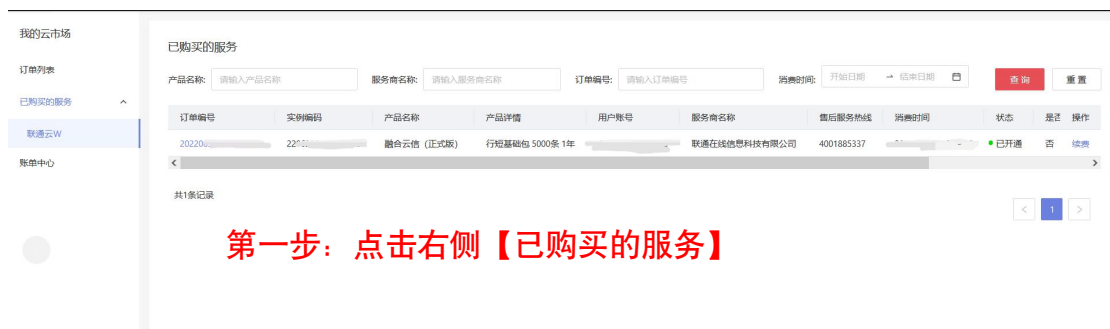 我的云市场
订单列表
已购买的服务
联通云W
账单中心
已购买的服务
产品名称: 请输入产品名称 服务商名称: 请输入服务商名称 订单编号: 请输入订单编号 消费时间: 开始日期 → 结束日期 查询 重置
订单编号 实例编码 产品名称 产品详情 用户账号 服务商名称 售后服务热线 消费时间 状态 是否 操作
融合云信 (正式版) 行短基础包 5000条 1年 联通在线信息科技有限公司 4001885337 已开通 否 续费
共1条记录
< 1 >
第一步：点击右侧【已购买的服务】